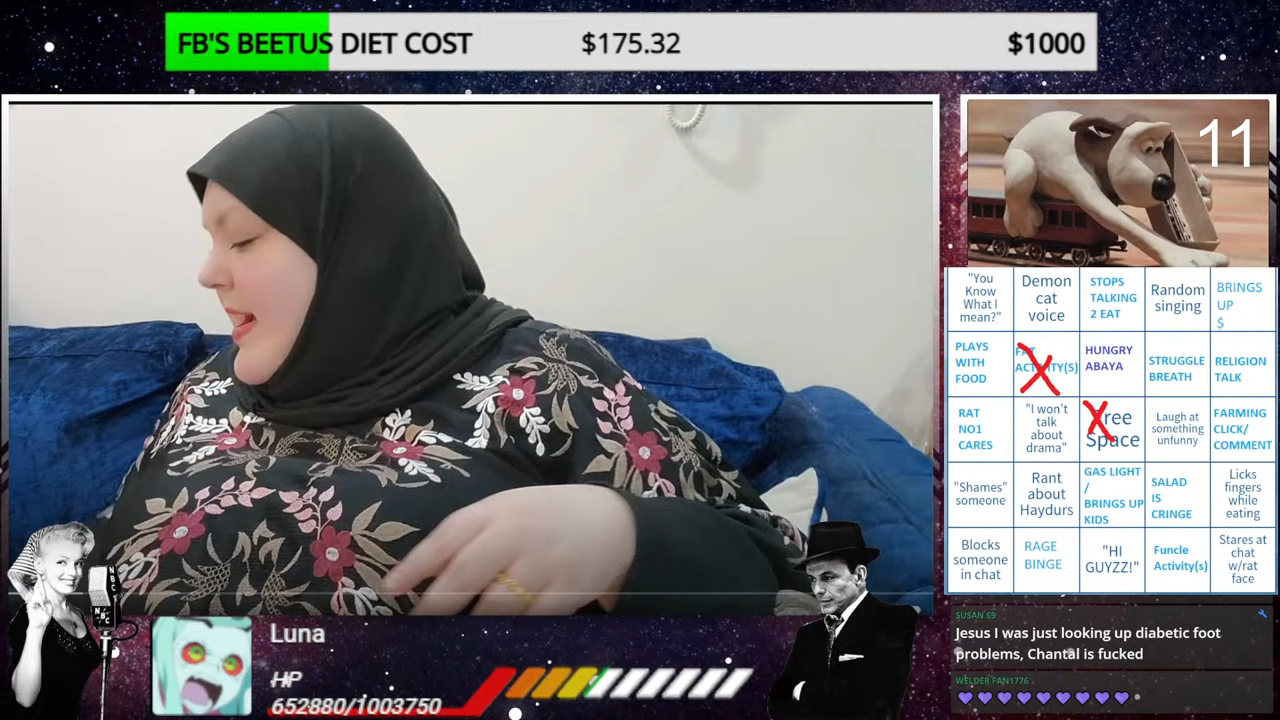 FB'S BEETUS DIET COST $175.32 $1000
11
"You
Know
What I
mean?"
Demon
cat
voice
STOPS
TALKING
2 EAT
Random
singing
BRINGS
UP
$
PLAYS
WITH
FOOD
FAT
ACTIVITY(S)
HUNGRY
ABAYA
STRUGGLE
BREATH
RELIGION
TALK
RAT
NO1
CARES
"I won't
talk
about
drama"
Free
Space
Laugh at
something
unfunny
FARMING
CLICK/
COMMENT
"Shames"
someone
Rant
about
Haydurs
GAS LIGHT
/
BRINGS UP
KIDS
SALAD
IS
CRINGE
Licks
fingers
while
eating
Blocks
someone
in chat
RAGE
BINGE
"HI
GUYZZ!"
Funcle
Activity(s)
Stares at
chat
w/rat
face
NBC
NBC
Luna
HP
652880/1003750
SUSAN 69
Jesus I was just looking up diabetic foot
problems, Chantal is fucked
WELDER FAN1776